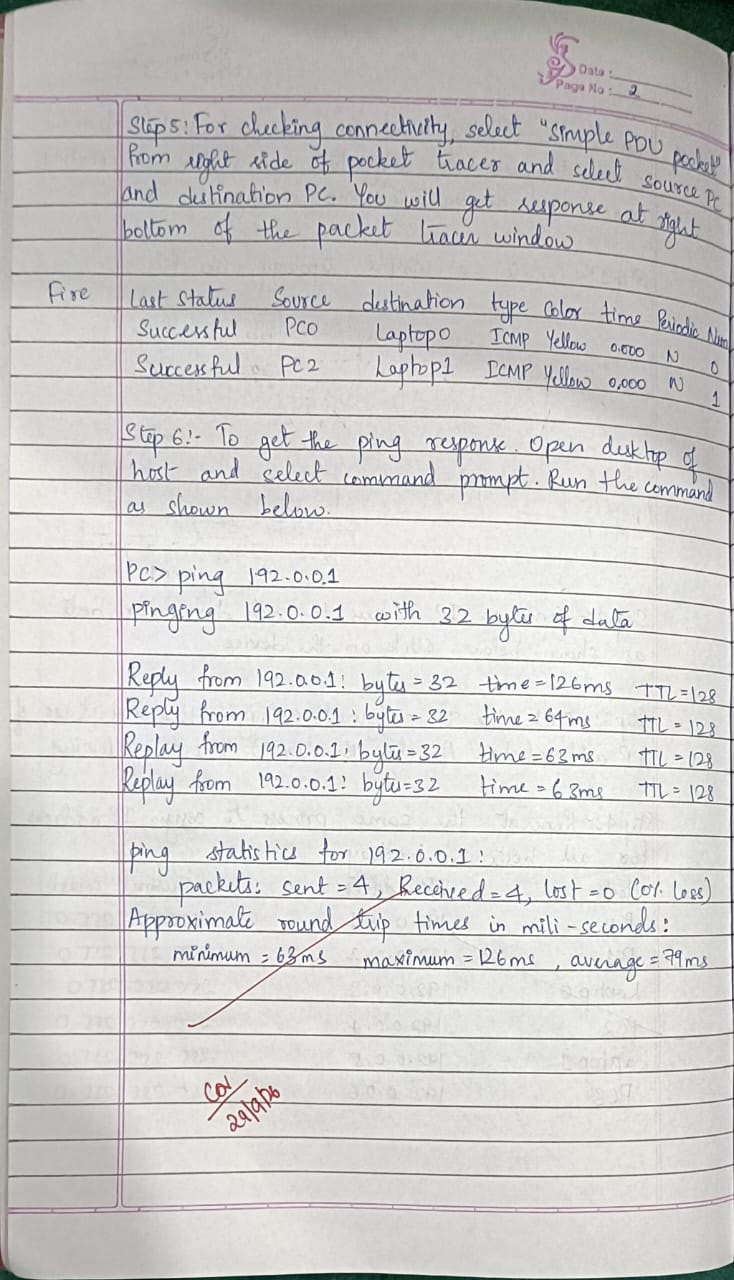 Date :
Page No : 2
Step 5: For checking connectivity, select "simple PDU pocket"
from right side of pocket tracer and select source PC
and destination PC. You will get response at right
bottom of the packet tracer window
Fire Last Status Source destination type Color time Periodic Num
Successful PC0 Laptop0 ICMP Yellow 0.000 N 0
Successful PC2 Laptop1 ICMP Yellow 0.000 N 1
Step 6:- To get the ping response. Open desktop of
host and select command prompt. Run the command
as shown below.
PC> ping 192.0.0.1
pinging 192.0.0.1 with 32 bytes of data
Reply from 192.0.0.1: bytes = 32 time = 126ms TTL = 128
Reply from 192.0.0.1: bytes = 32 time = 64ms TTL = 128
Replay from 192.0.0.1: bytes = 32 time = 63ms TTL = 128
Replay from 192.0.0.1: bytes = 32 time = 63ms TTL = 128
ping statistics for 192.0.0.1:
packets: sent = 4, Received = 4, lost = 0 (0% loss)
Approximate round trip times in mili-seconds:
minimum = 63ms maximum = 126ms, average = 79ms